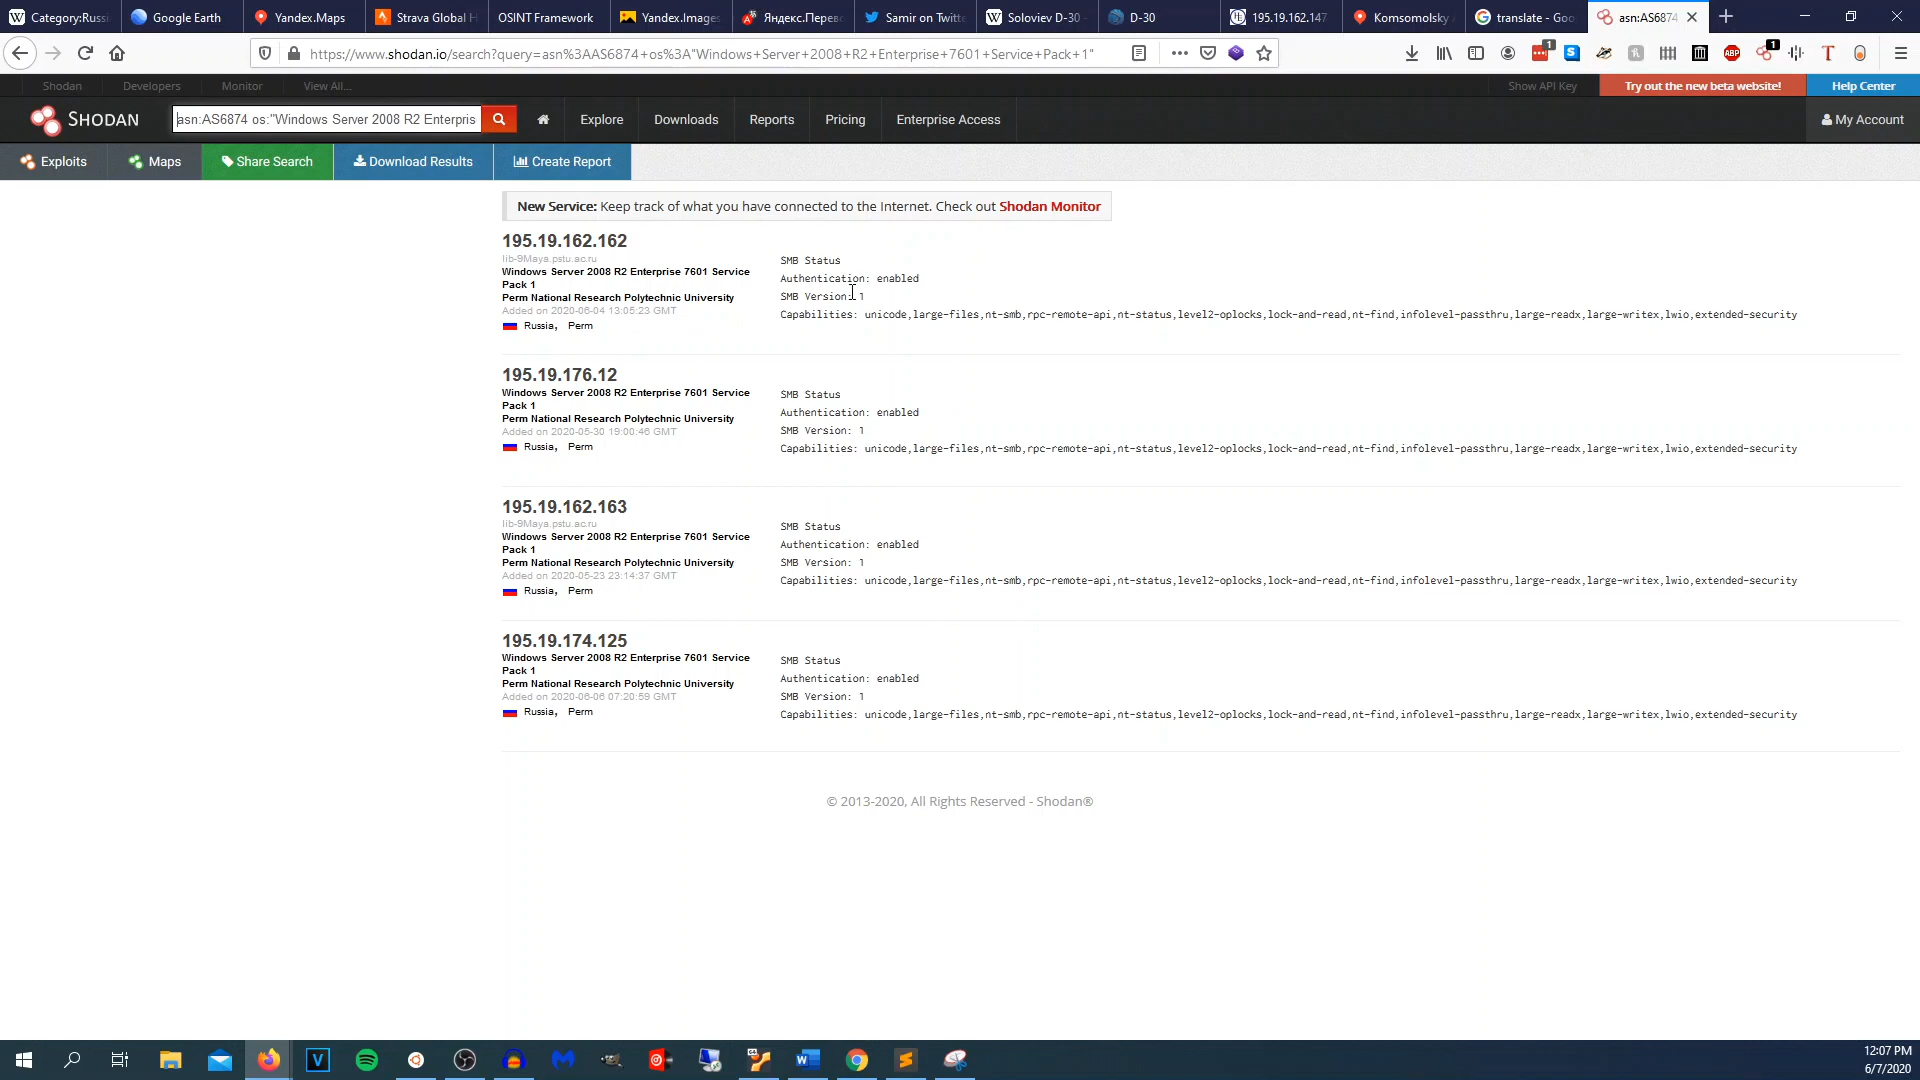 Category:Russi
Google Earth
Yandex.Maps
Strava Global H
OSINT Framework
Yandex.Images
Яндекс.Перево
Samir on Twitte
Soloviev D-30 -
D-30
195.19.162.147
Komsomolsky
translate - Goo
asn:AS6874
https://www.shodan.io/search?query=asn%3AAS6874+os%3A"Windows+Server+2008+R2+Enterprise+7601+Service+Pack+1"
1
S
ABP
1
T
Shodan
Developers
Monitor
View All...
Show API Key
Try out the new beta website!
Help Center
SHODAN
asn:AS6874 os:"Windows Server 2008 R2 Enterpris
Explore
Downloads
Reports
Pricing
Enterprise Access
My Account
Exploits
Maps
Share Search
Download Results
Create Report
New Service: Keep track of what you have connected to the Internet. Check out Shodan Monitor
195.19.162.162
lib-9Maya.pstu.ac.ru
Windows Server 2008 R2 Enterprise 7601 Service
Pack 1
Perm National Research Polytechnic University
Added on 2020-06-04 13:05:23 GMT
Russia, Perm
SMB Status
Authentication: enabled
SMB Version: 1
Capabilities: unicode,large-files,nt-smb,rpc-remote-api,nt-status,level2-oplocks,lock-and-read,nt-find,infolevel-passthru,large-readx,large-writex,lwio,extended-security
195.19.176.12
Windows Server 2008 R2 Enterprise 7601 Service
Pack 1
Perm National Research Polytechnic University
Added on 2020-05-30 19:00:46 GMT
Russia, Perm
SMB Status
Authentication: enabled
SMB Version: 1
Capabilities: unicode,large-files,nt-smb,rpc-remote-api,nt-status,level2-oplocks,lock-and-read,nt-find,infolevel-passthru,large-readx,large-writex,lwio,extended-security
195.19.162.163
lib-9Maya.pstu.ac.ru
Windows Server 2008 R2 Enterprise 7601 Service
Pack 1
Perm National Research Polytechnic University
Added on 2020-05-23 23:14:37 GMT
Russia, Perm
SMB Status
Authentication: enabled
SMB Version: 1
Capabilities: unicode,large-files,nt-smb,rpc-remote-api,nt-status,level2-oplocks,lock-and-read,nt-find,infolevel-passthru,large-readx,large-writex,lwio,extended-security
195.19.174.125
Windows Server 2008 R2 Enterprise 7601 Service
Pack 1
Perm National Research Polytechnic University
Added on 2020-06-06 07:20:59 GMT
Russia, Perm
SMB Status
Authentication: enabled
SMB Version: 1
Capabilities: unicode,large-files,nt-smb,rpc-remote-api,nt-status,level2-oplocks,lock-and-read,nt-find,infolevel-passthru,large-readx,large-writex,lwio,extended-security
© 2013-2020, All Rights Reserved - Shodan®
12:07 PM
6/7/2020